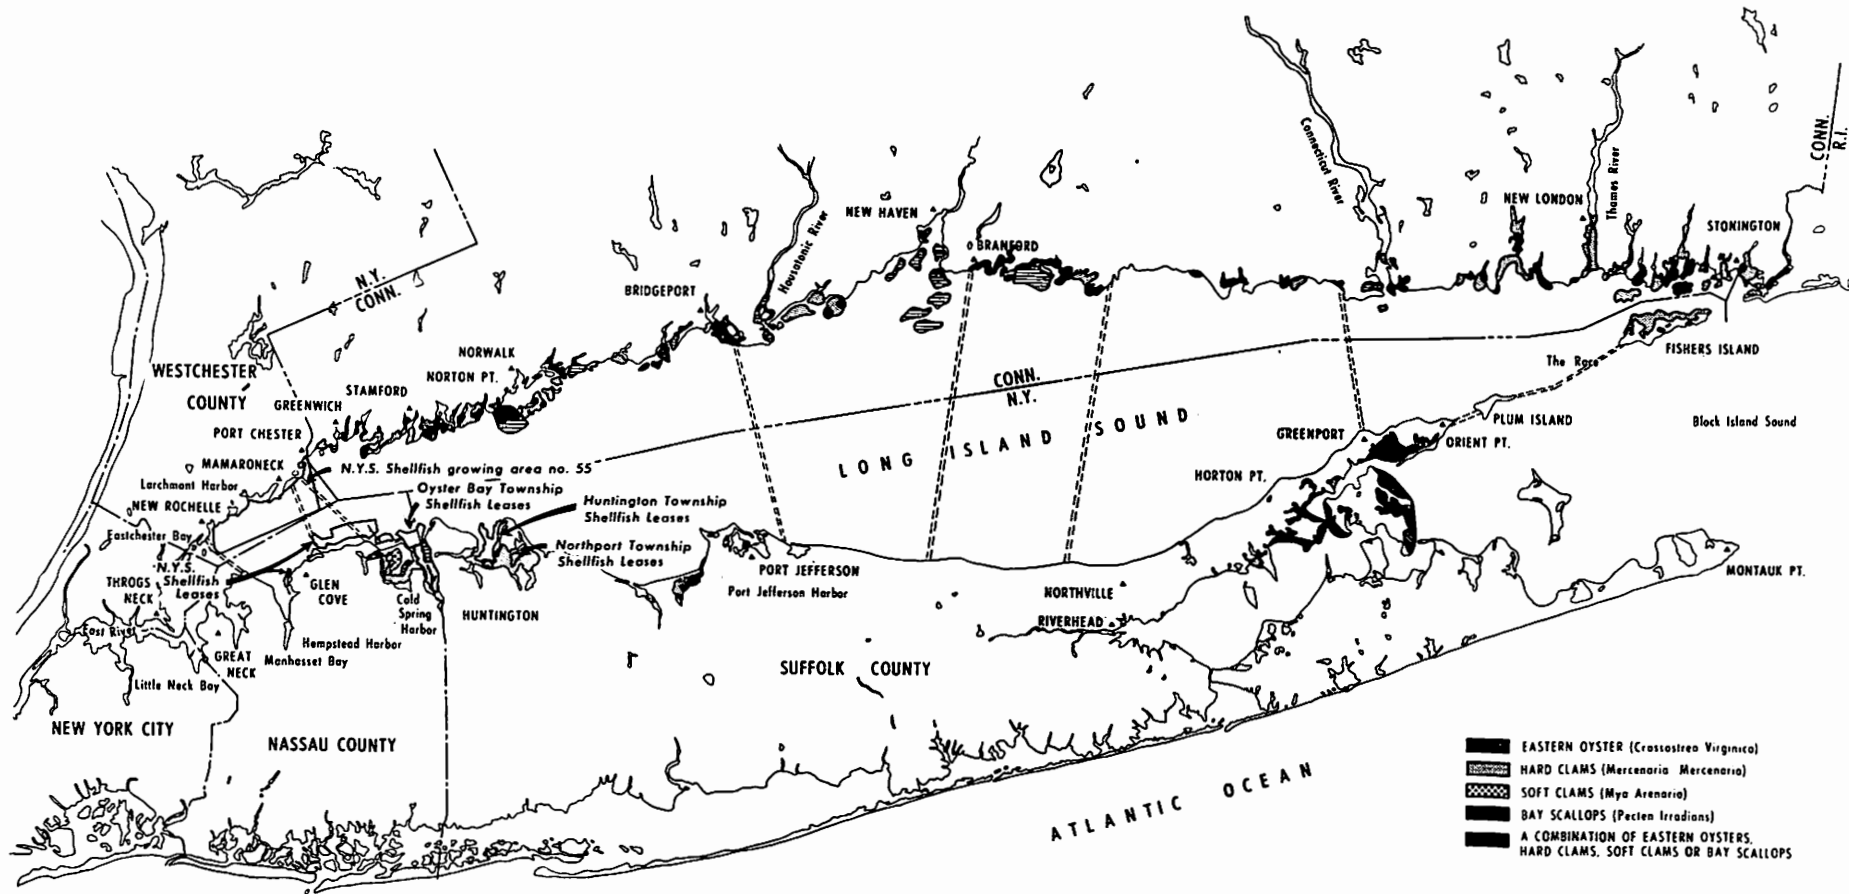 CONN.
R.I.
Connecticut River
Thames River
NEW LONDON
STONINGTON
NEW HAVEN
BRANFORD
Housatonic River
BRIDGEPORT
N.Y.
CONN.
NORWALK
NORTON PT.
STAMFORD
GREENWICH
WESTCHESTER
COUNTY
PORT CHESTER
MAMARONECK
Larchmont Harbor
NEW ROCHELLE
Eastchester Bay
N.Y.S. Shellfish growing area no. 55
Oyster Bay Township
Shellfish Leases
Huntington Township
Shellfish Leases
Northport Township
Shellfish Leases
N.Y.S.
Shellfish
Leases
THROGS
NECK
East River
GREAT
NECK
Little Neck Bay
Manhasset Bay
Hempstead Harbor
GLEN
COVE
Cold
Spring
Harbor
HUNTINGTON
PORT JEFFERSON
Port Jefferson Harbor
CONN.
N.Y.
LONG ISLAND SOUND
The Race
FISHERS ISLAND
PLUM ISLAND
Block Island Sound
GREENPORT
ORIENT PT.
HORTON PT.
MONTAUK PT.
NORTHVILLE
RIVERHEAD
SUFFOLK COUNTY
NEW YORK CITY
NASSAU COUNTY
ATLANTIC OCEAN
EASTERN OYSTER (Crassostrea Virginica)
HARD CLAMS (Mercenaria Mercenaria)
SOFT CLAMS (Mya Arenaria)
BAY SCALLOPS (Pecten Irradians)
A COMBINATION OF EASTERN OYSTERS,
HARD CLAMS, SOFT CLAMS OR BAY SCALLOPS